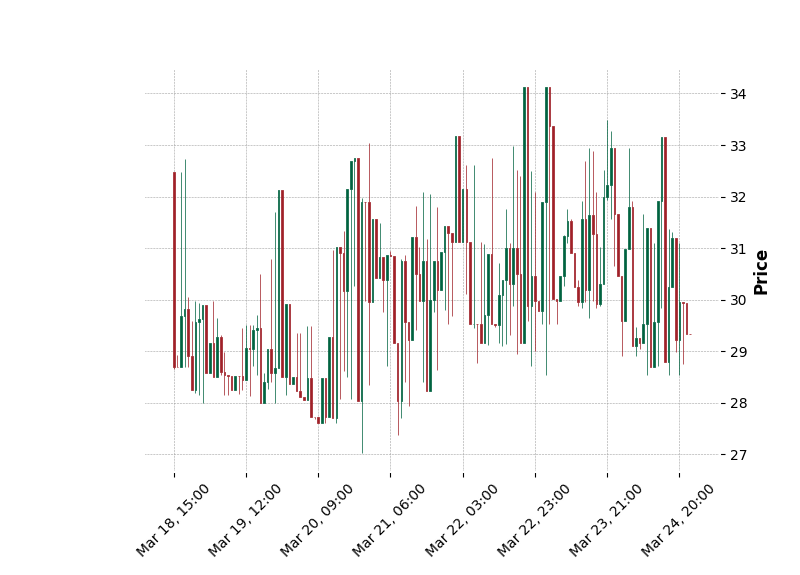 34
33
32
31
30
29
28
27
Price
Mar 18, 15:00
Mar 19, 12:00
Mar 20, 09:00
Mar 21, 06:00
Mar 22, 03:00
Mar 22, 23:00
Mar 23, 21:00
Mar 24, 20:00